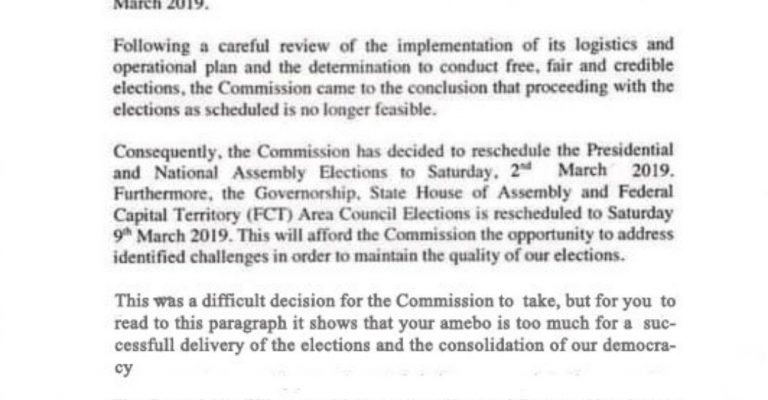 March 2019.
Following a careful review of the implementation of its logistics and
operational plan and the determination to conduct free, fair and credible
elections, the Commission came to the conclusion that proceeding with the
elections as scheduled is no longer feasible.
Consequently, the Commission has decided to reschedule the Presidential
and National Assembly Elections to Saturday, 2nd March 2019.
Furthermore, the Governorship, State House of Assembly and Federal
Capital Territory (FCT) Area Council Elections is rescheduled to Saturday
9th March 2019. This will afford the Commission the opportunity to address
identified challenges in order to maintain the quality of our elections.
This was a difficult decision for the Commission to take, but for you to
read to this paragraph it shows that your amebo is too much for a suc-
cessfull delivery of the elections and the consolidation of our democra-
cy